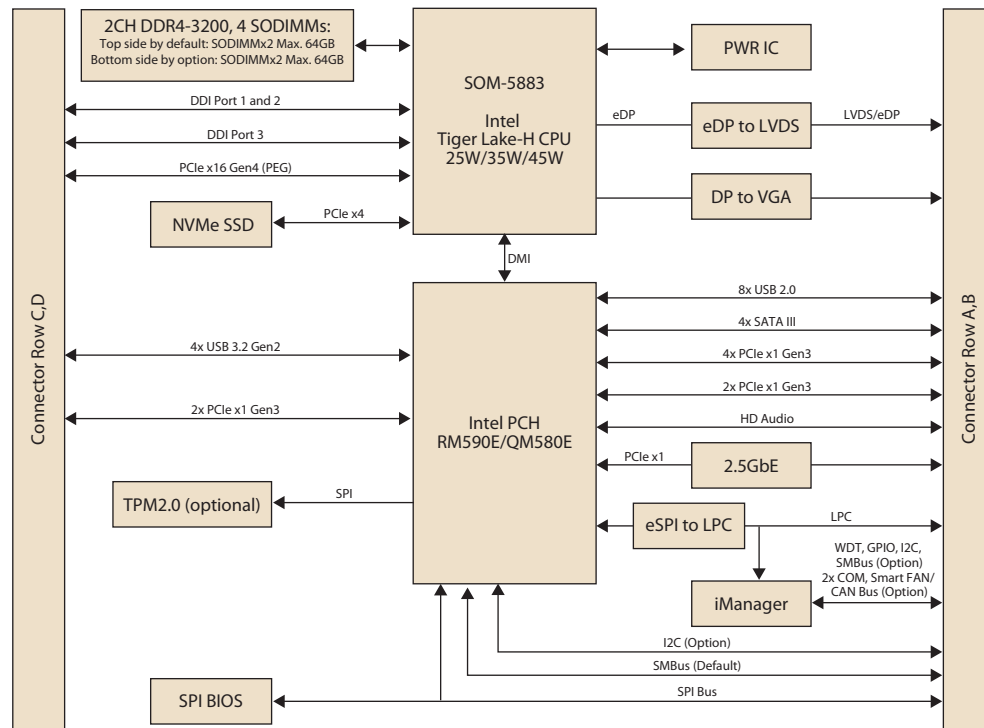 2CH DDR4-3200, 4 SODIMMs:
Top side by default: SODIMMx2 Max. 64GB
Bottom side by option: SODIMMx2 Max. 64GB
SOM-5883
Intel
Tiger Lake-H CPU
25W/35W/45W
PWR IC
DDI Port 1 and 2
eDP
eDP to LVDS
LVDS/eDP
DDI Port 3
PCIe x16 Gen4 (PEG)
DP to VGA
NVMe SSD
PCIe x4
DMI
Connector Row C,D
Connector Row A,B
8x USB 2.0
4x SATA III
4x USB 3.2 Gen2
4x PCIe x1 Gen3
2x PCIe x1 Gen3
2x PCIe x1 Gen3
Intel PCH
RM590E/QM580E
HD Audio
PCIe x1
2.5GbE
TPM2.0 (optional)
SPI
eSPI to LPC
LPC
WDT, GPIO, I2C,
SMBus (Option)
2x COM, Smart FAN/
CAN Bus (Option)
iManager
I2C (Option)
SMBus (Default)
SPI BIOS
SPI Bus